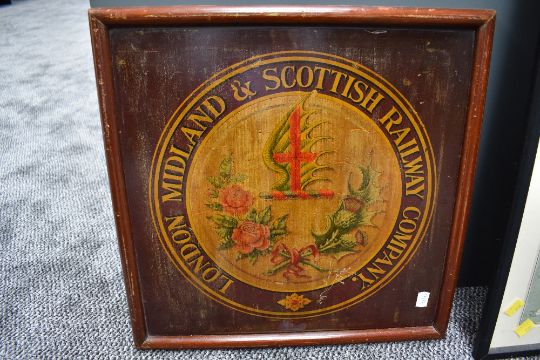 LONDON MIDLAND & SCOTTISH RAILWAY COMPANY.